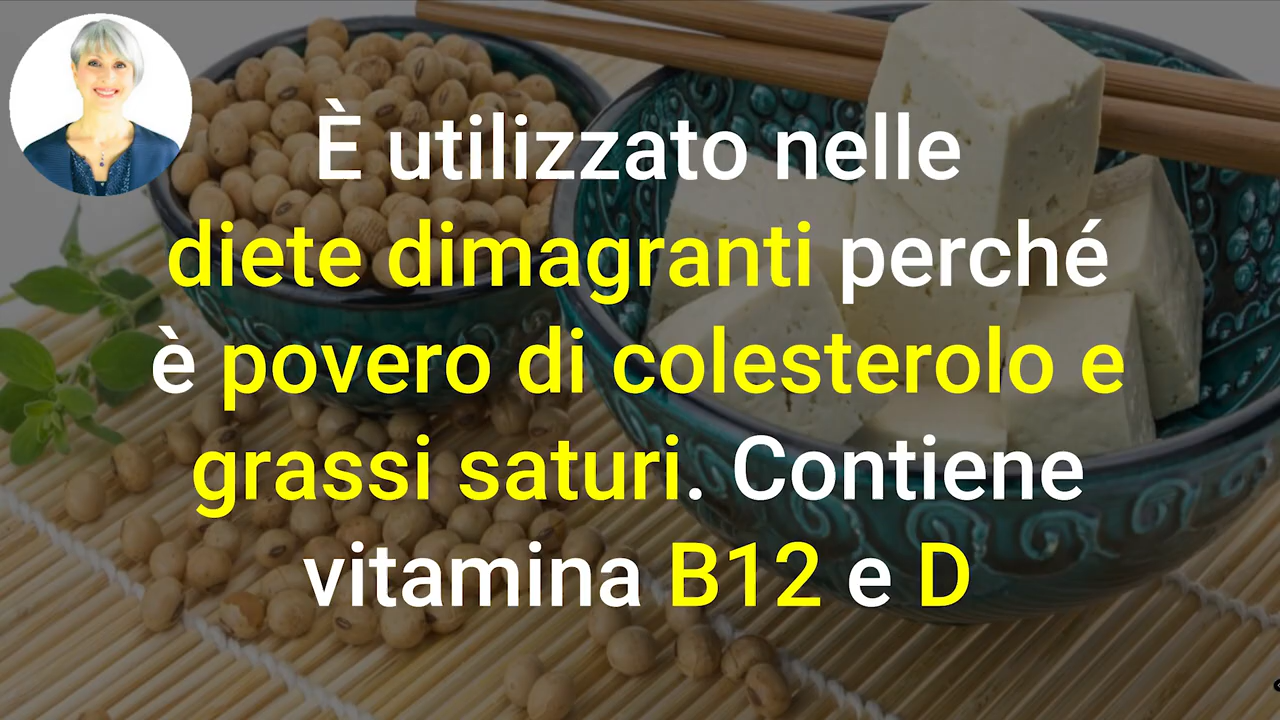 È utilizzato nelle
diete dimagranti perché
è povero di colesterolo e
grassi saturi. Contiene
vitamina B12 e D